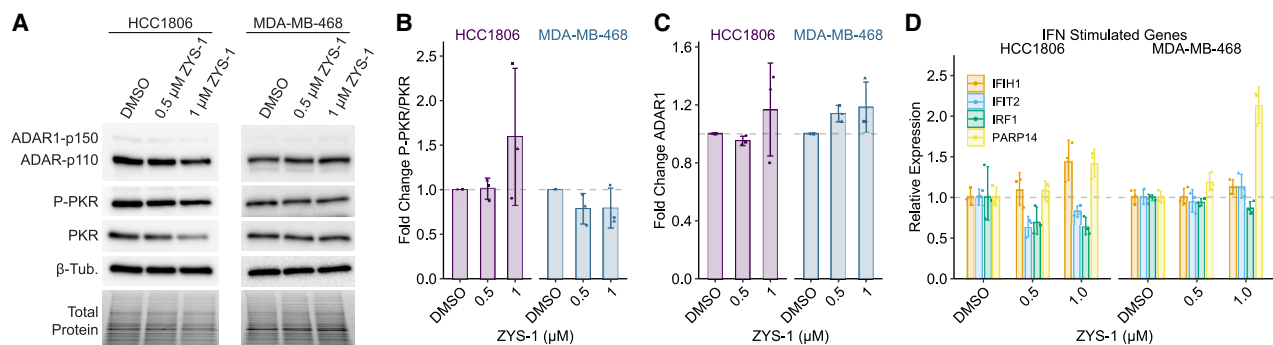 A
HCC1806 MDA-MB-468
DMSO 0.5 µM ZYS-1 1 µM ZYS-1 DMSO 0.5 µM ZYS-1 1 µM ZYS-1
ADAR1-p150
ADAR-p110
P-PKR
PKR
β-Tub.
Total
Protein
B
HCC1806 MDA-MB-468
Fold Change P-PKR/PKR
2.5
2.0
1.5
1.0
0.5
0.0
DMSO 0.5 1 DMSO 0.5 1
ZYS-1 (µM)
C
HCC1806 MDA-MB-468
Fold Change ADAR1
1.6
1.2
0.8
0.4
0.0
DMSO 0.5 1 DMSO 0.5 1
ZYS-1 (µM)
D
IFN Stimulated Genes
HCC1806 MDA-MB-468
IFIH1
IFIT2
IRF1
PARP14
Relative Expression
2.5
2.0
1.5
1.0
0.5
0.0
DMSO 0.5 1.0 DMSO 0.5 1.0
ZYS-1 (µM)